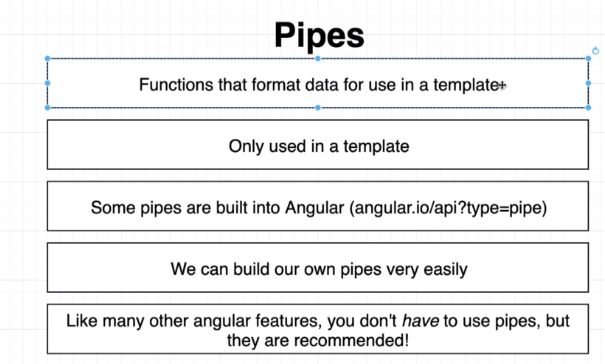 Pipes
Functions that format data for use in a template
Only used in a template
Some pipes are built into Angular (angular.io/api?type=pipe)
We can build our own pipes very easily
Like many other angular features, you don't have to use pipes, but
they are recommended!